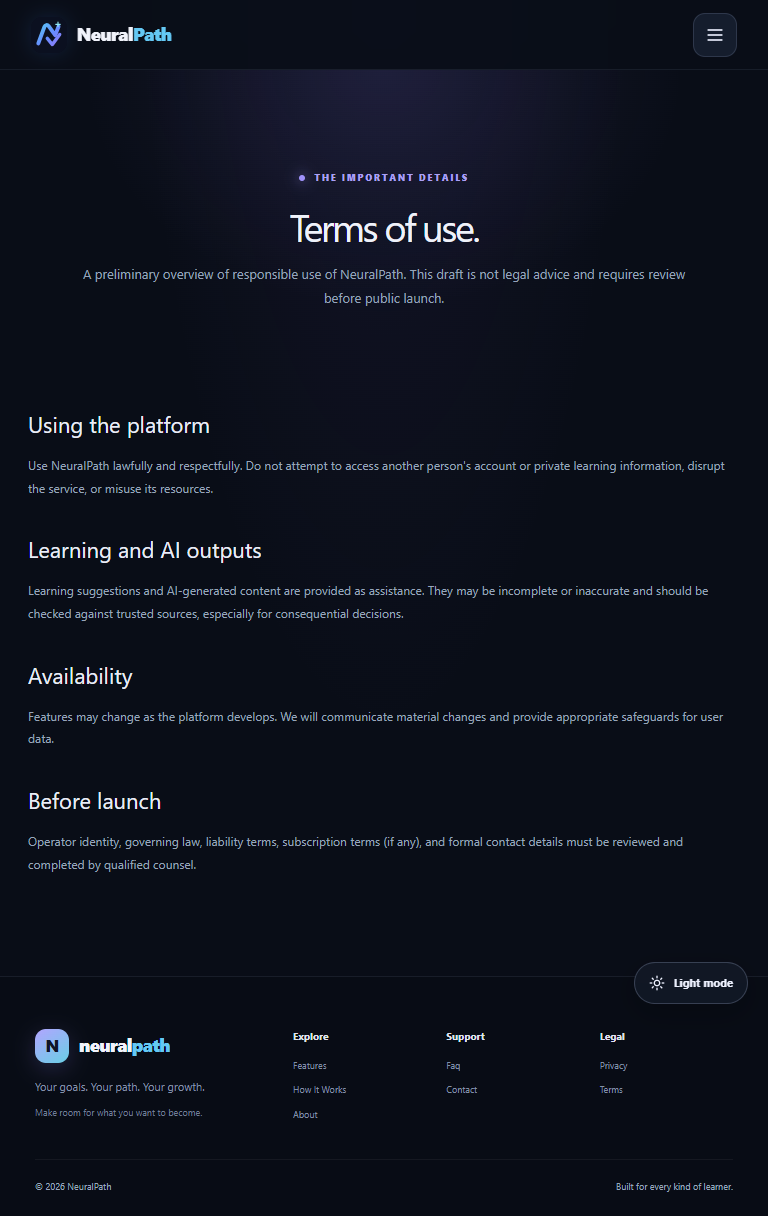 NeuralPath
THE IMPORTANT DETAILS
Terms of use.
A preliminary overview of responsible use of NeuralPath. This draft is not legal advice and requires review
before public launch.
Using the platform
Use NeuralPath lawfully and respectfully. Do not attempt to access another person's account or private learning information, disrupt
the service, or misuse its resources.
Learning and AI outputs
Learning suggestions and AI-generated content are provided as assistance. They may be incomplete or inaccurate and should be
checked against trusted sources, especially for consequential decisions.
Availability
Features may change as the platform develops. We will communicate material changes and provide appropriate safeguards for user
data.
Before launch
Operator identity, governing law, liability terms, subscription terms (if any), and formal contact details must be reviewed and
completed by qualified counsel.
Light mode
N neuralpath
Your goals. Your path. Your growth.
Make room for what you want to become.
Explore
Features
How It Works
About
Support
Faq
Contact
Legal
Privacy
Terms
© 2026 NeuralPath
Built for every kind of learner.